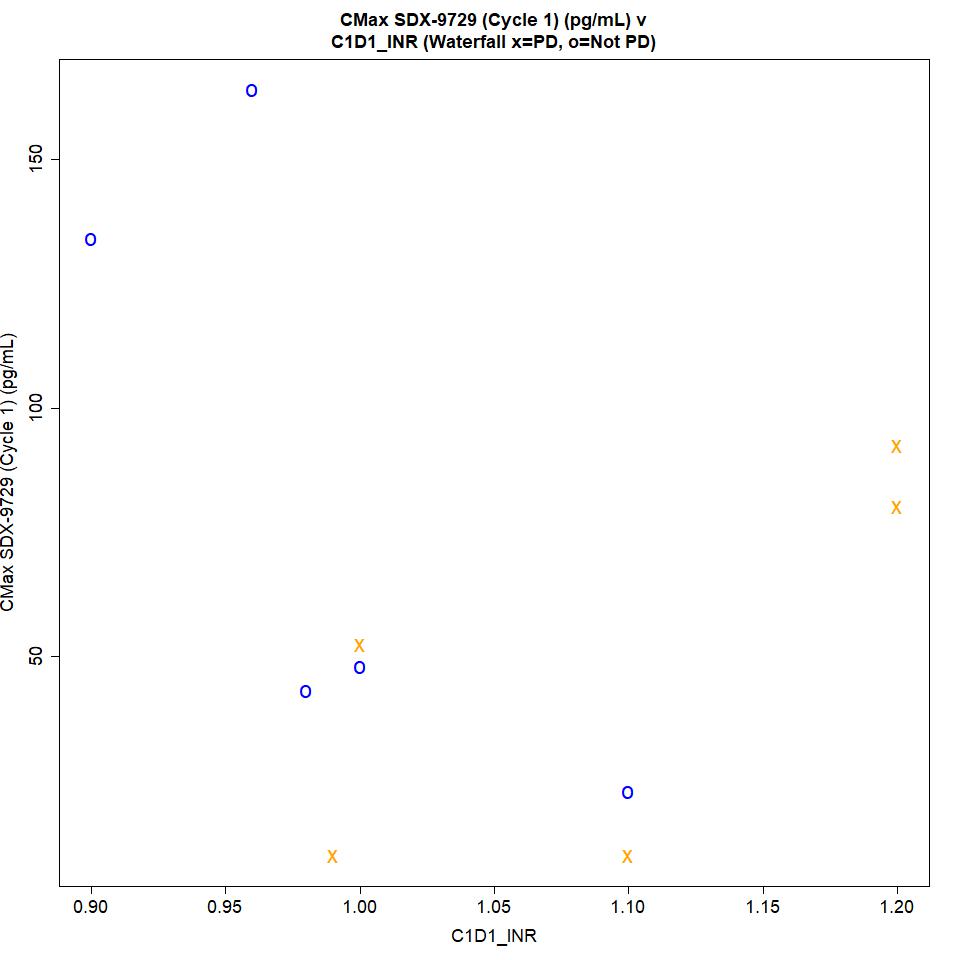 CMax SDX-9729 (Cycle 1) (pg/mL) v
C1D1_INR (Waterfall x=PD, o=Not PD)
150
100
50
CMax SDX-9729 (Cycle 1) (pg/mL)
O
O
X
X
X
O
O
O
X
X
0.90 0.95 1.00 1.05 1.10 1.15 1.20
C1D1_INR